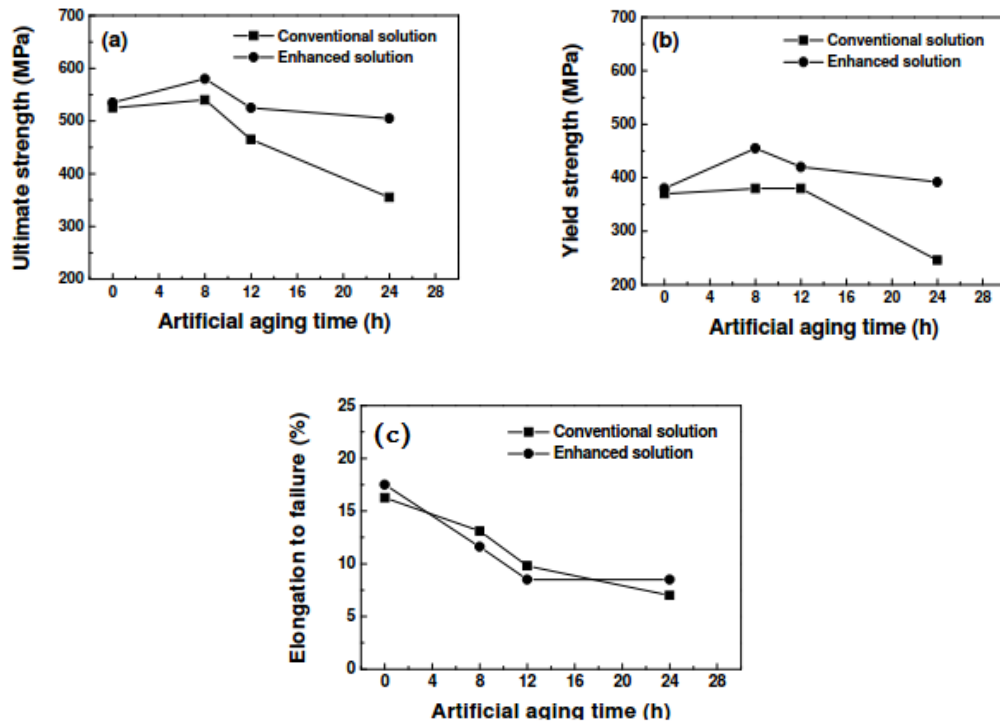 (a)
Conventional solution
Enhanced solution
Ultimate strength (MPa)
700
600
500
400
300
200
0 4 8 12 16 20 24 28
Artificial aging time (h)
(b)
Conventional solution
Enhanced solution
Yield strength (MPa)
700
600
500
400
300
200
0 4 8 12 16 20 24 28
Artificial aging time (h)
(c)
Conventional solution
Enhanced solution
Elongation to failure (%)
25
20
15
10
5
0
0 4 8 12 16 20 24 28
Artificial aging time (h)